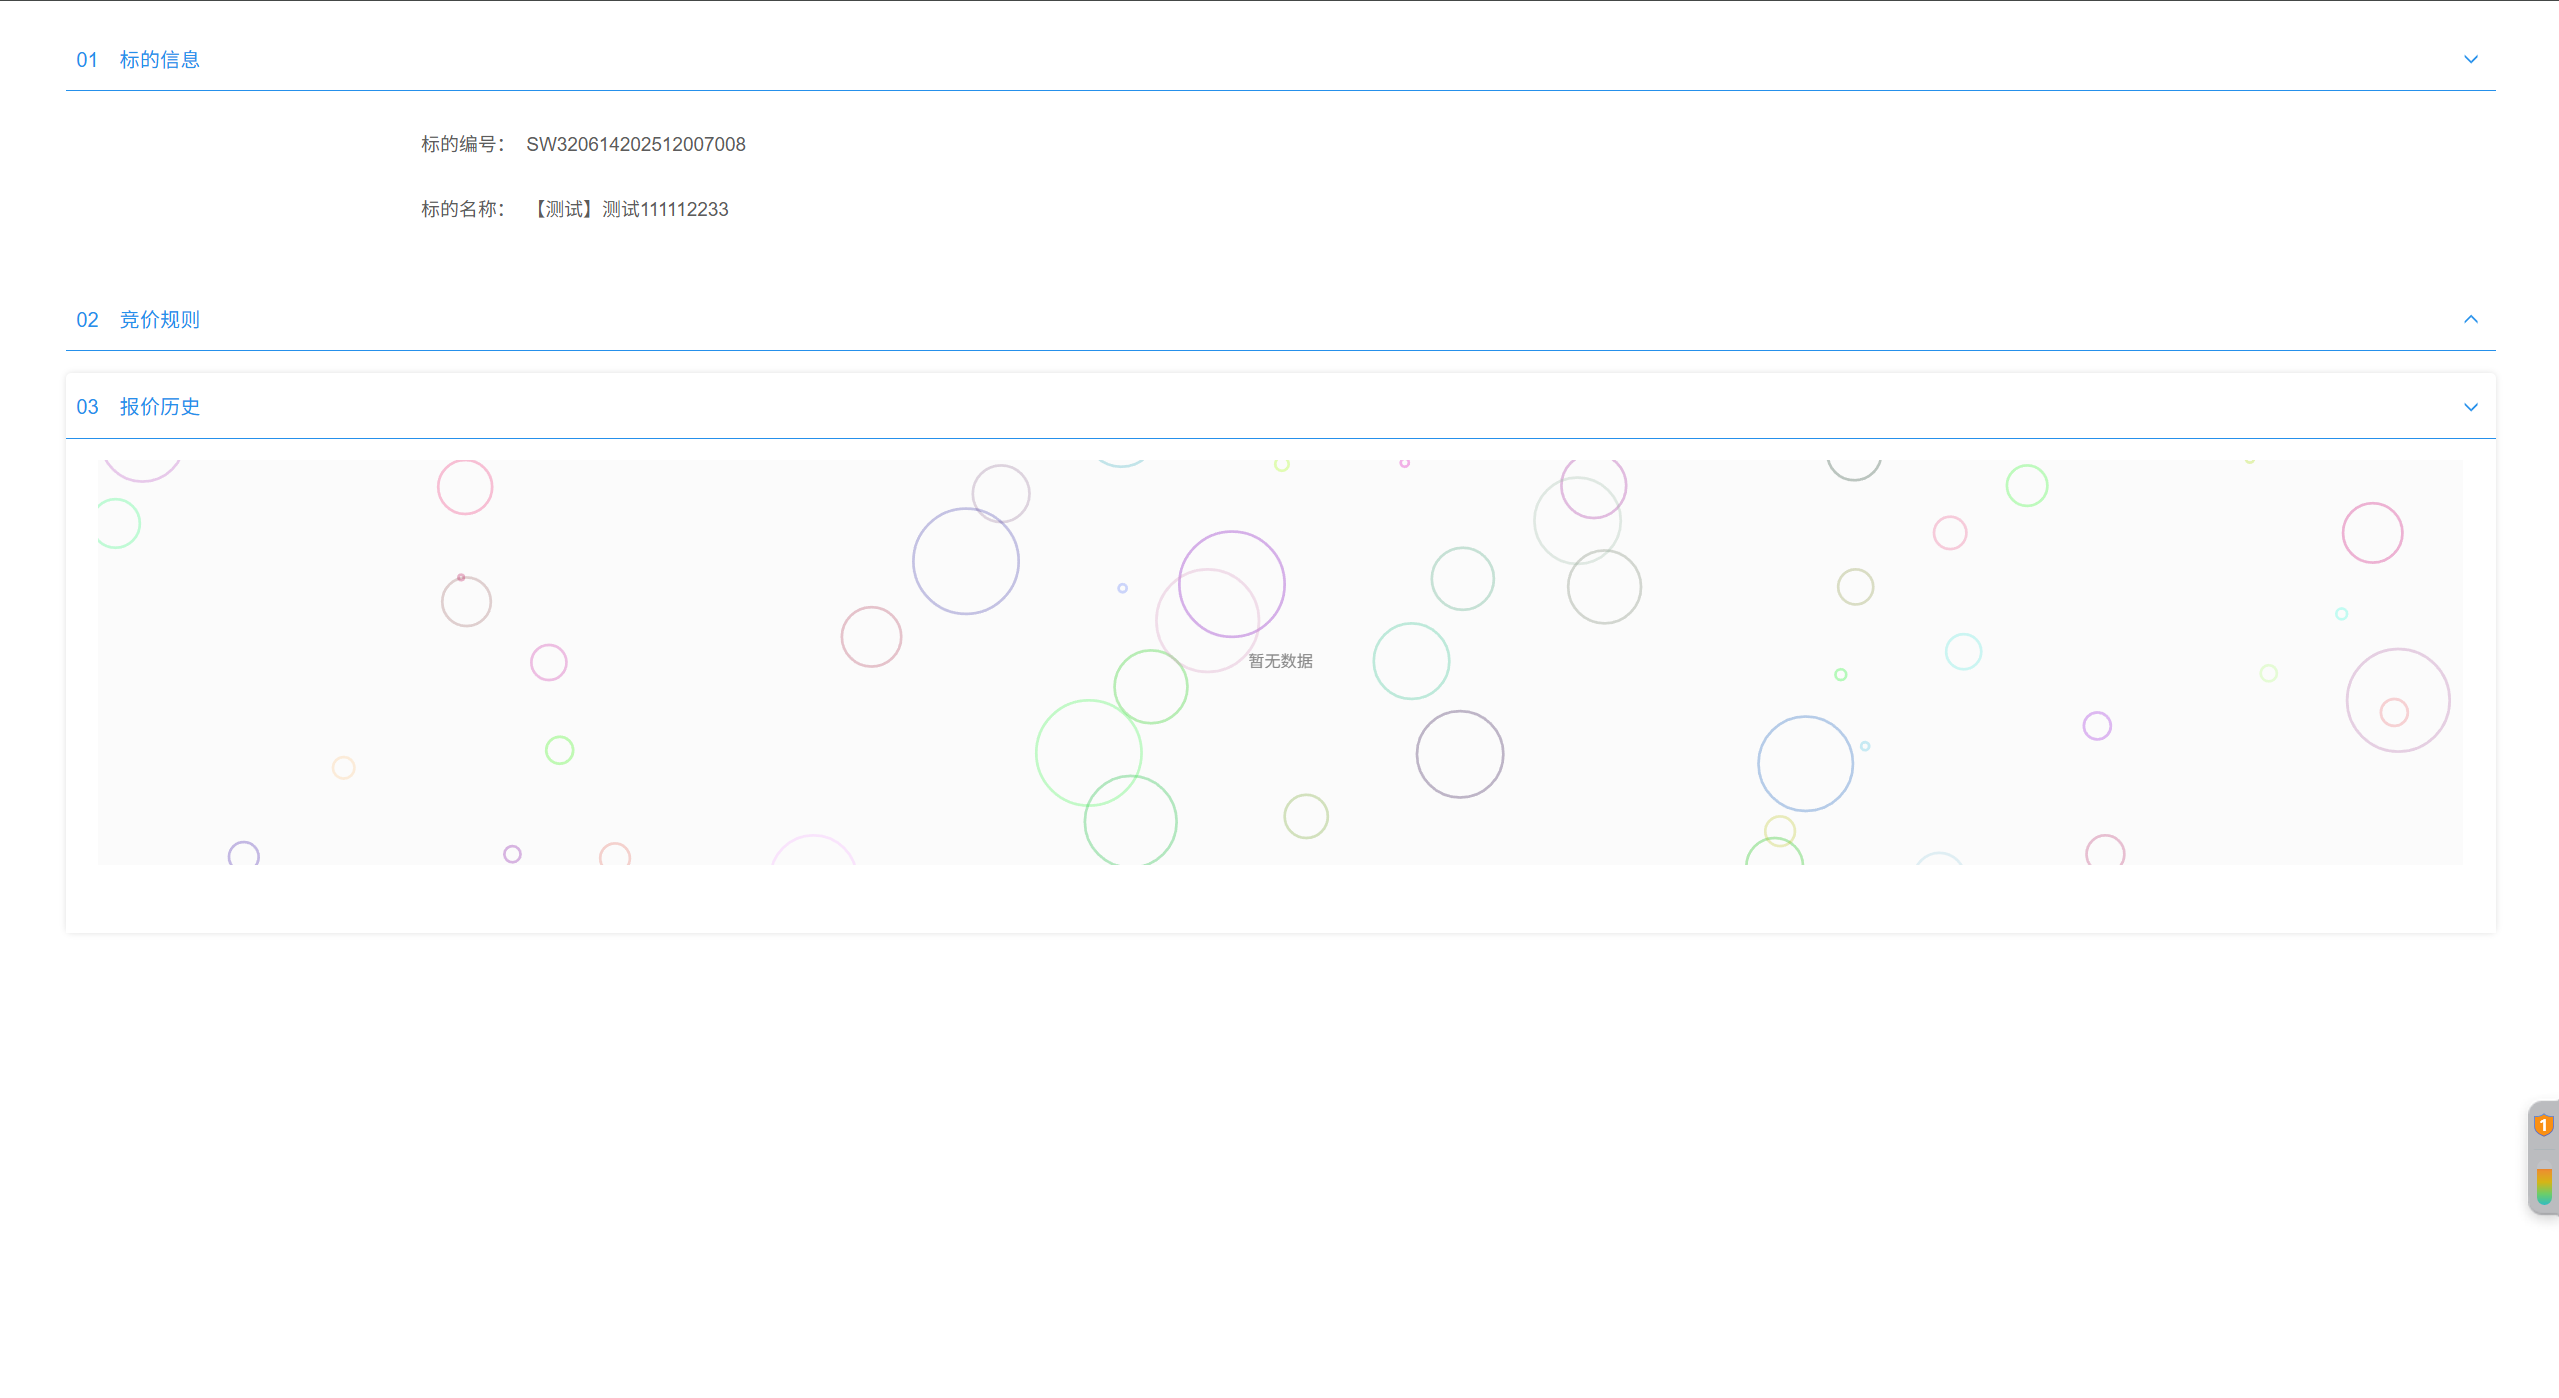 01 标的信息
标的编号： SW320614202512007008
标的名称： 【测试】测试111112233
02 竞价规则
03 报价历史
暂无数据
1